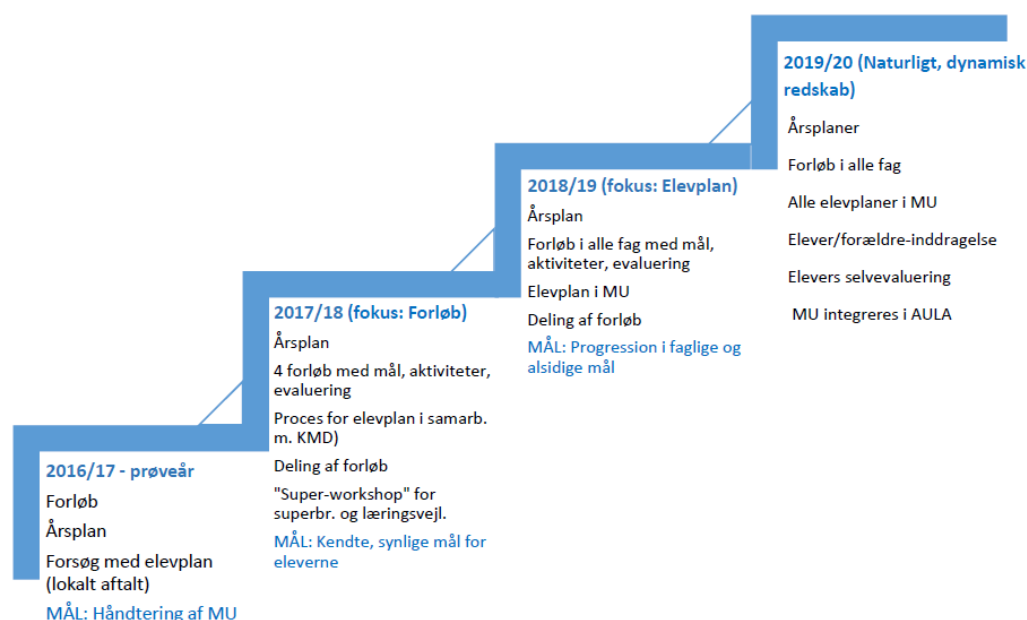 2019/20 (Naturligt, dynamisk
redskab)
Årsplaner
Forløb i alle fag
Alle elevplaner i MU
Elever/forældre-inddragelse
Elevers selvevaluering
MU integreres i AULA
2018/19 (fokus: Elevplan)
Årsplan
Forløb i alle fag med mål,
aktiviteter, evaluering
Elevplan i MU
Deling af forløb
MÅL: Progression i faglige og
alsidige mål
2017/18 (fokus: Forløb)
Årsplan
4 forløb med mål, aktiviteter,
evaluering
Proces for elevplan i samarb.
m. KMD)
Deling af forløb
"Super-workshop" for
superbr. og læringsvejl.
MÅL: Kendte, synlige mål for
eleverne
2016/17 - prøveår
Forløb
Årsplan
Forsøg med elevplan
(lokalt aftalt)
MÅL: Håndtering af MU